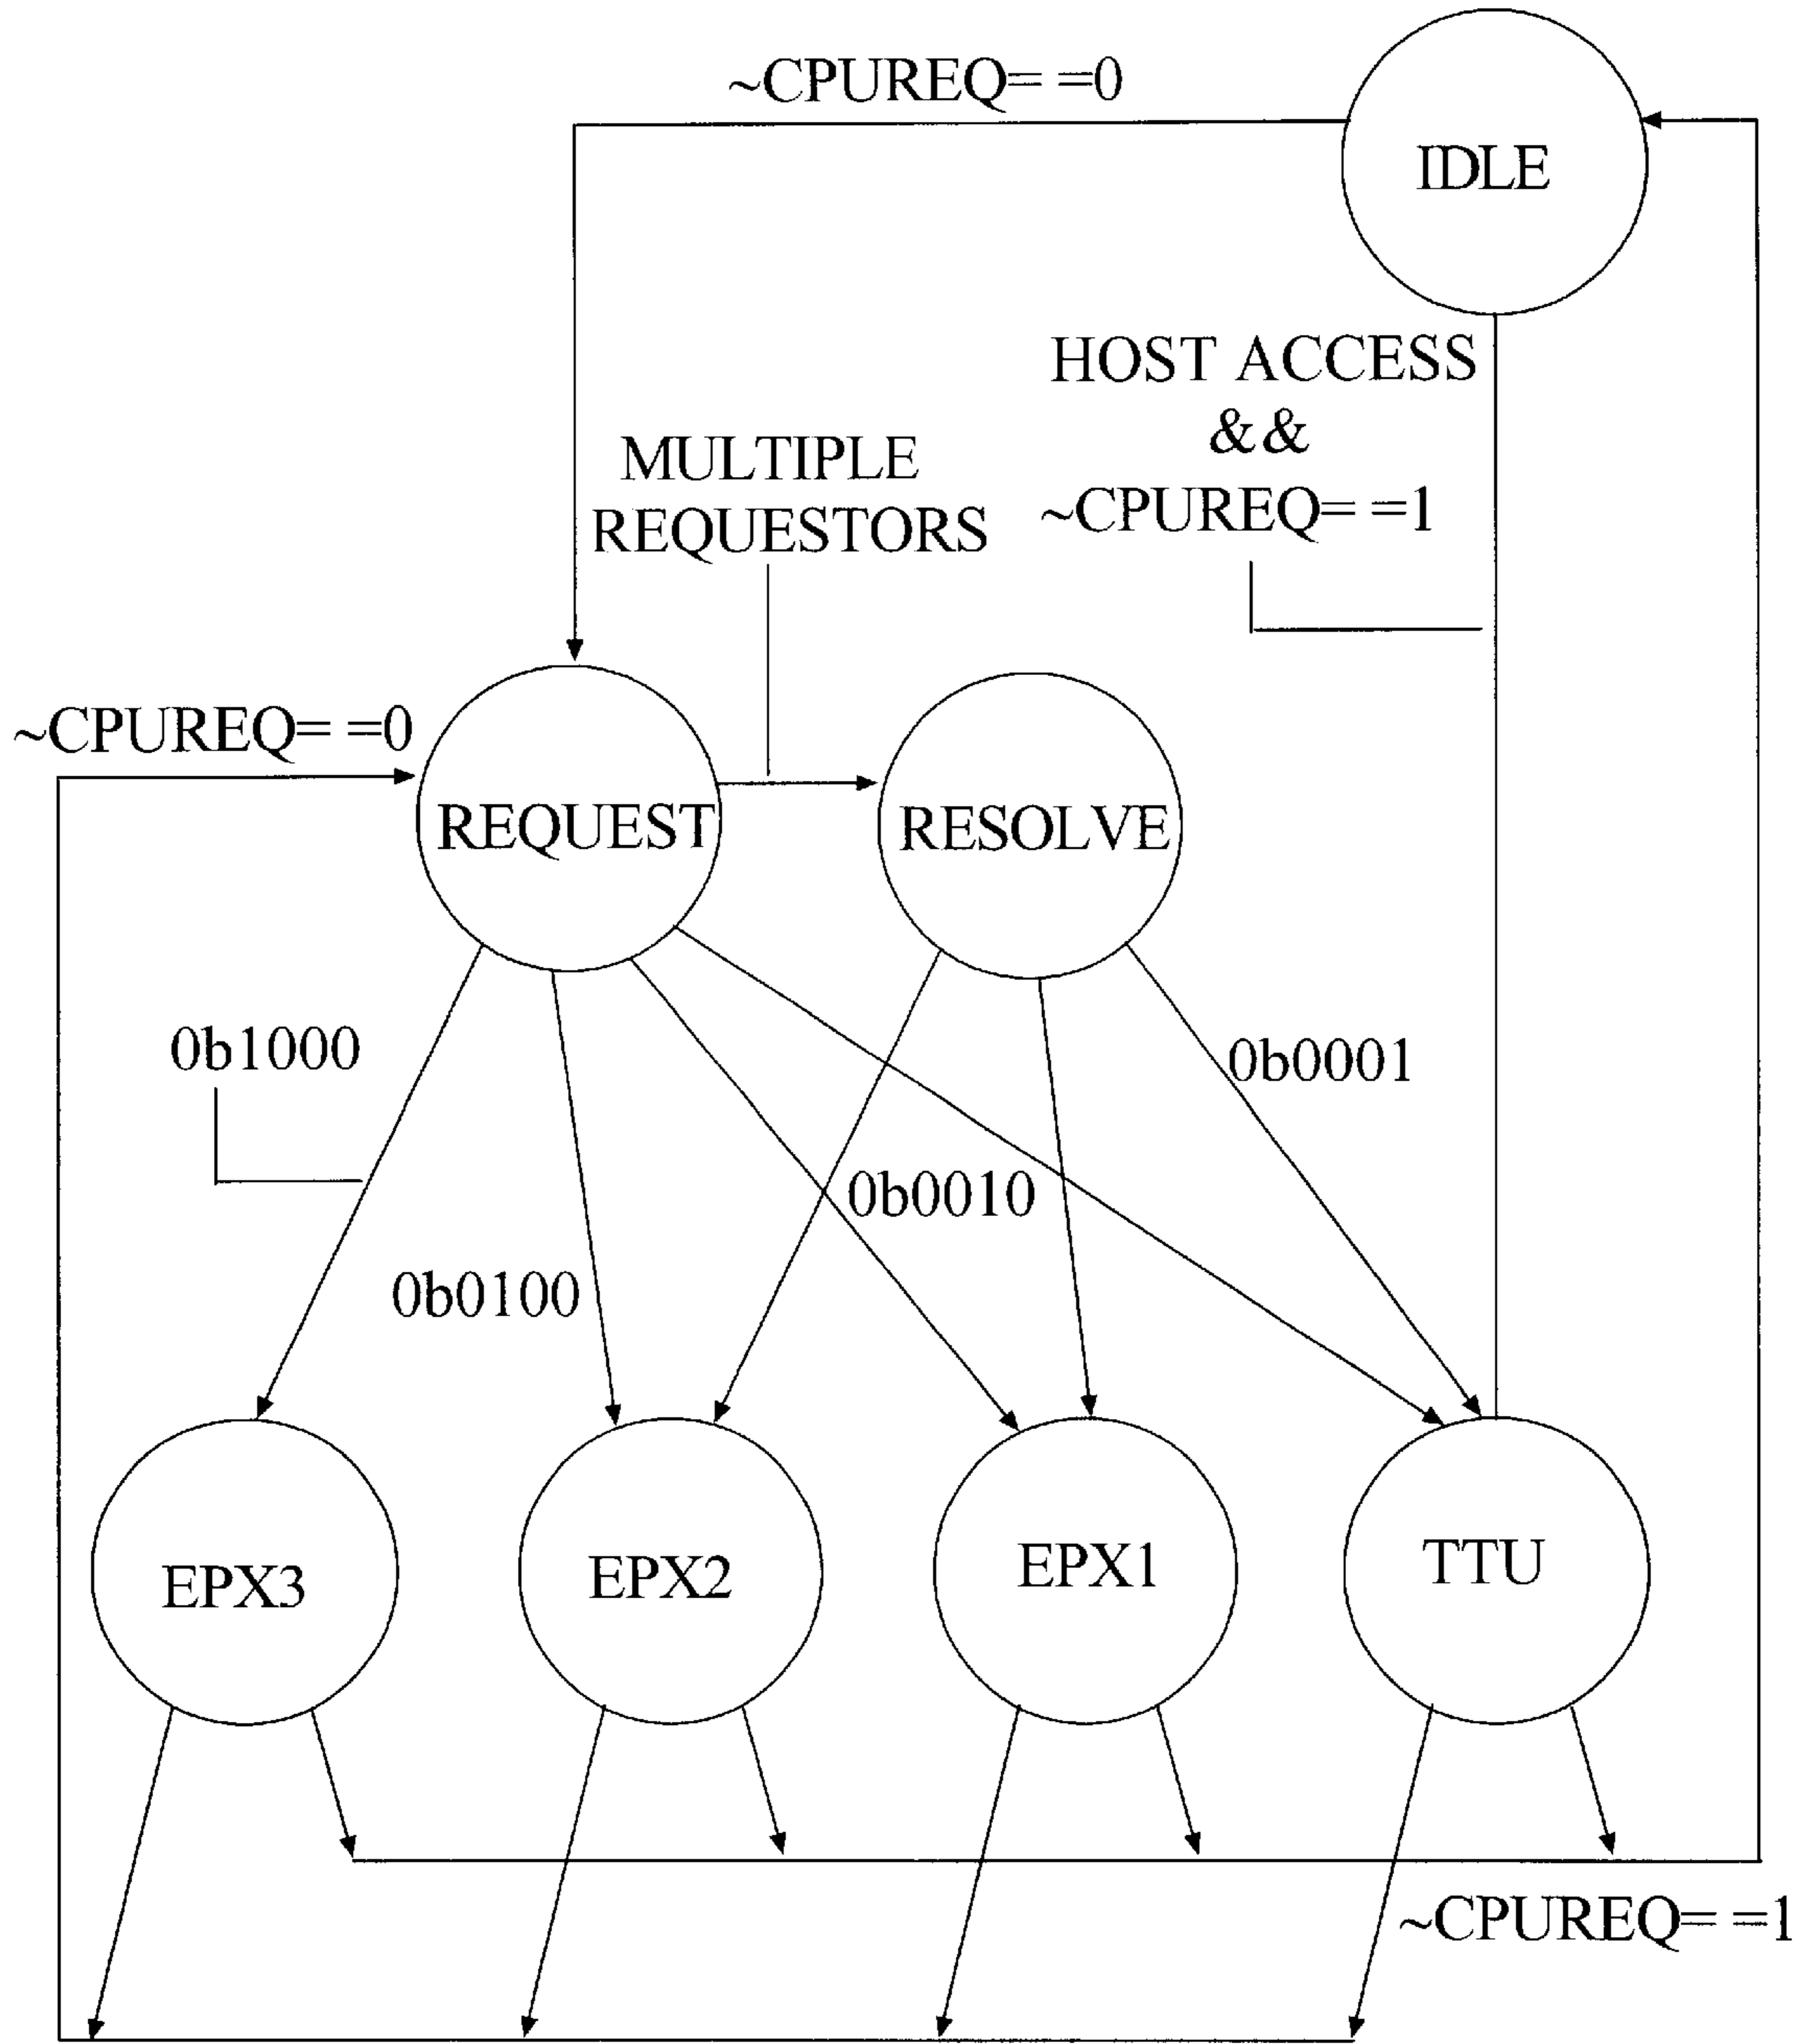 ~CPUREQ= =0
IDLE
HOST ACCESS
&&
~CPUREQ= =1
MULTIPLE
REQUESTORS
~CPUREQ= =0
REQUEST
RESOLVE
0b1000
0b0001
0b0010
0b0100
EPX3
EPX2
EPX1
TTU
~CPUREQ= =1